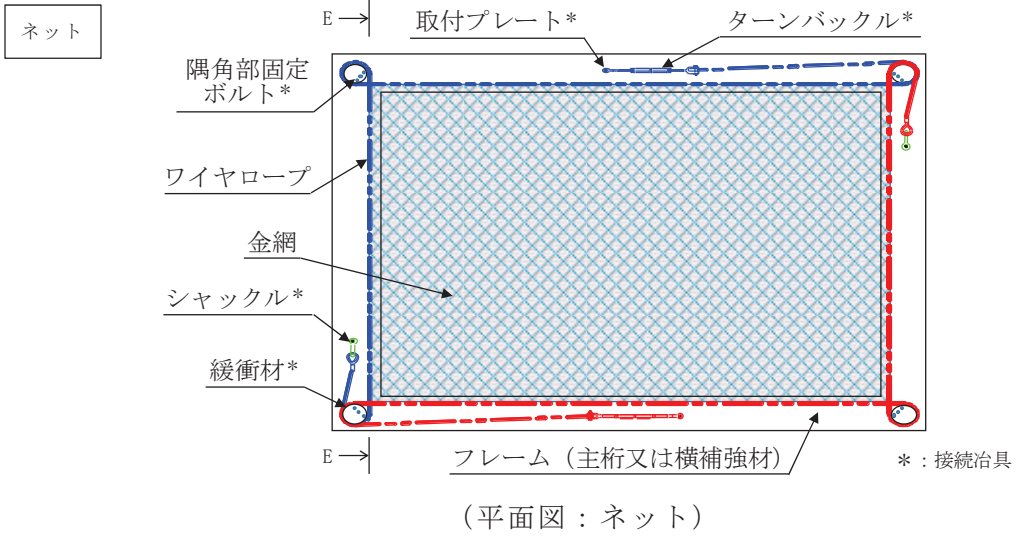 ネット
E
取付プレート*
ターンバックル*
隅角部固定
ボルト*
ワイヤロープ
金網
シャックル*
緩衝材*
E
フレーム（主桁又は横補強材）
＊：接続冶具
（平面図：ネット）